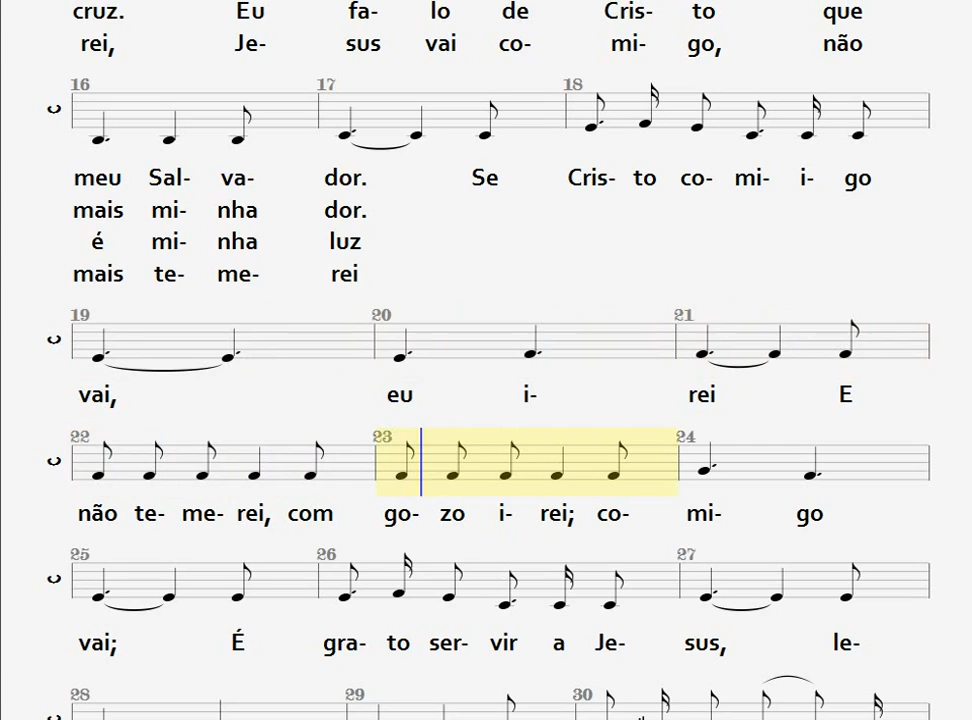 cruz. Eu fa- lo de Cris- to que
rei, Je- sus vai co- mi- go, não
16 17 18
meu Sal- va- dor. Se Cris- to co- mi- i- go
mais mi- nha dor.
é mi- nha luz
mais te- me- rei
19 20 21
vai, eu i- rei E
22 23 24
não te- me- rei, com go- zo i- rei; co- mi- go
25 26 27
vai; É gra- to ser- vir a Je- sus, le-
28 29 30